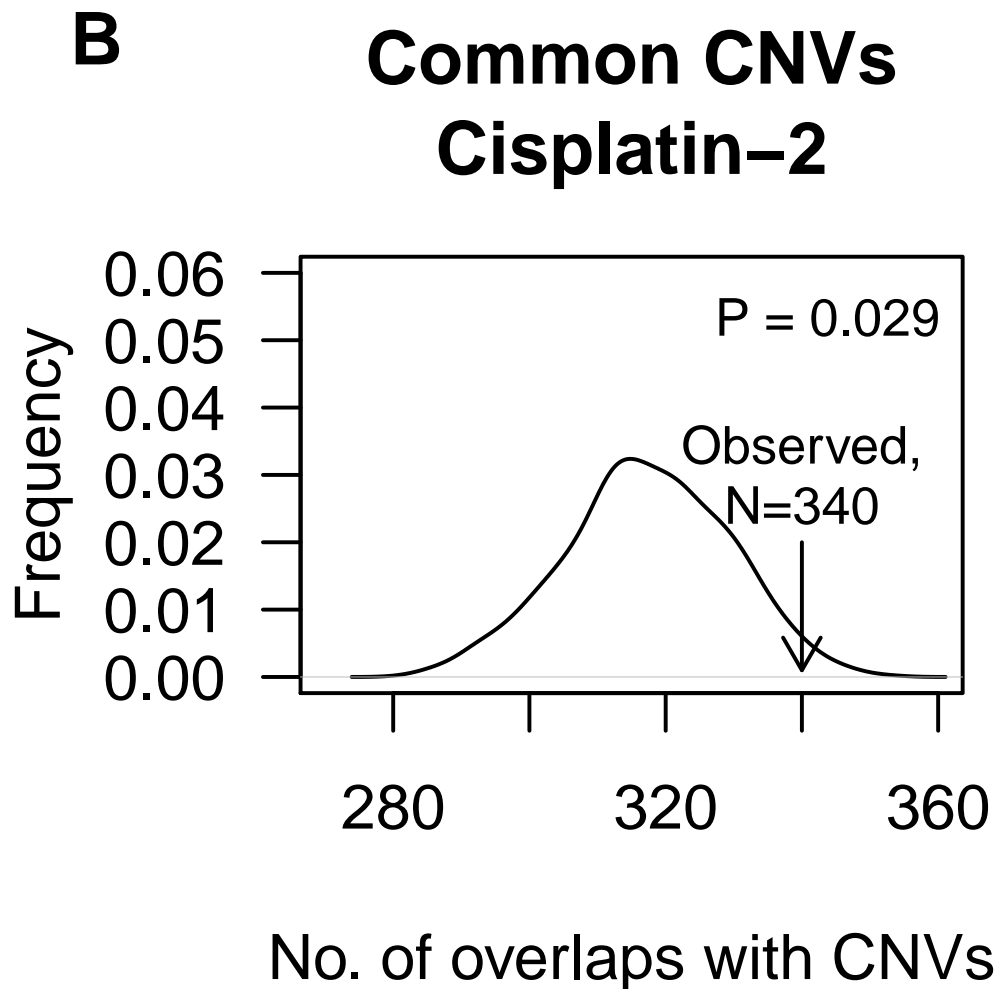 B
Common CNVs
Cisplatin−2
0.06
0.05
0.04
0.03
0.02
0.01
0.00
Frequency
P = 0.029
Observed,
N=340
280 320 360
No. of overlaps with CNVs